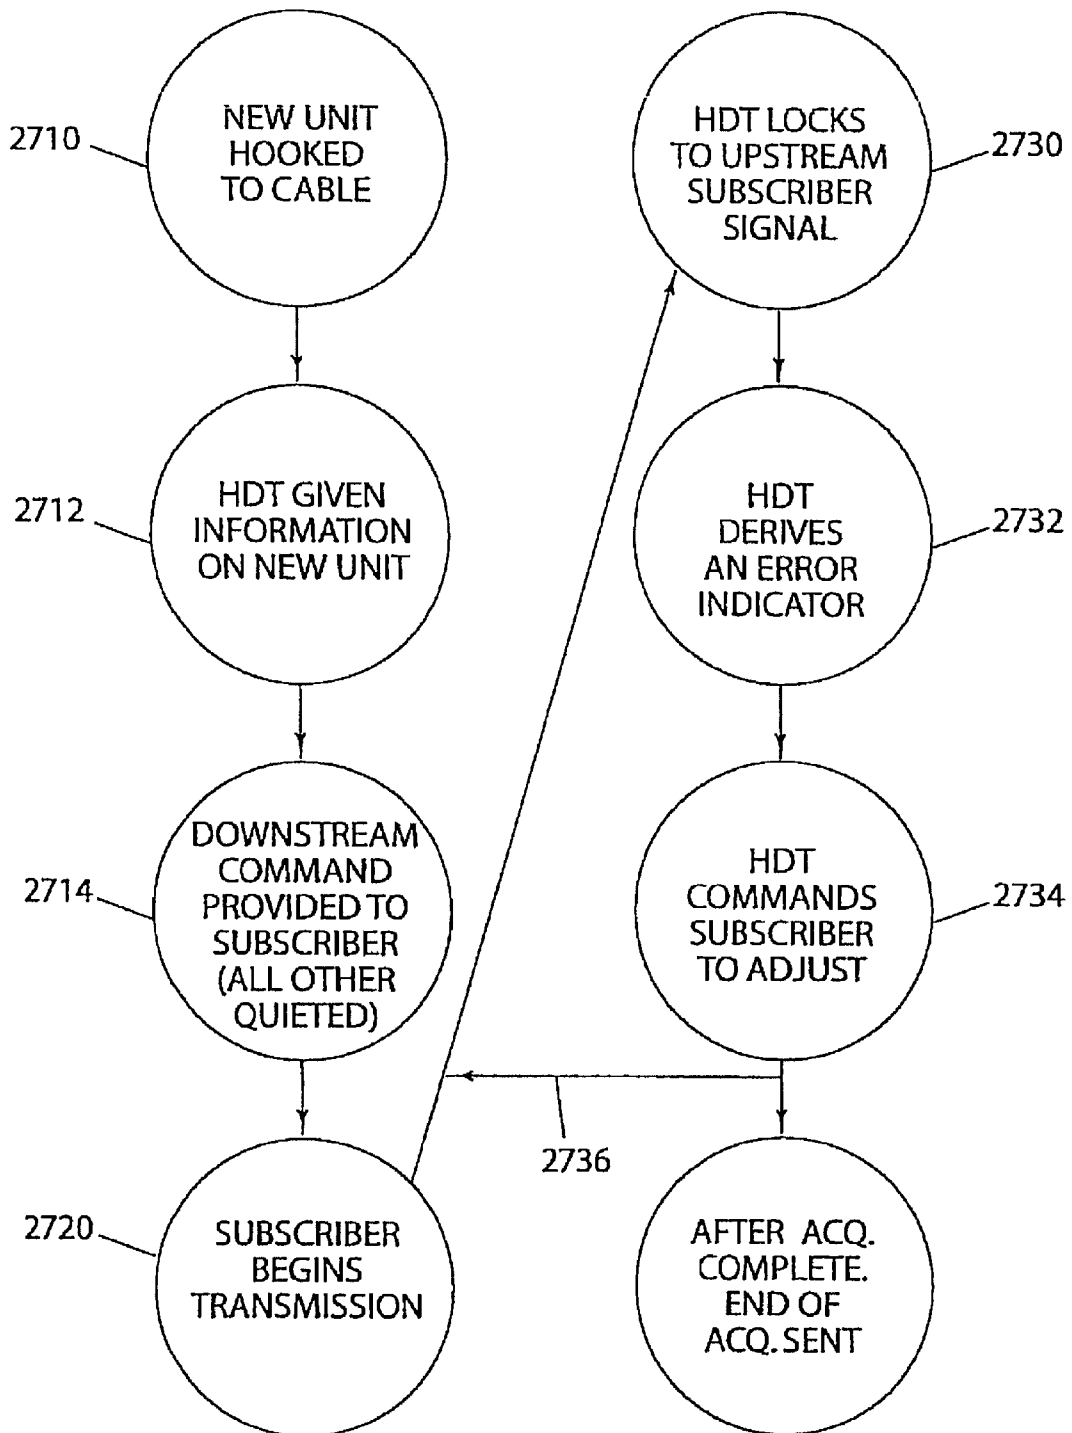 2710
NEW UNIT
HOOKED
TO CABLE
2712
HDT GIVEN
INFORMATION
ON NEW UNIT
2714
DOWNSTREAM
COMMAND
PROVIDED TO
SUBSCRIBER
(ALL OTHER
QUIETED)
2720
SUBSCRIBER
BEGINS
TRANSMISSION
2730
HDT LOCKS
TO UPSTREAM
SUBSCRIBER
SIGNAL
2732
HDT
DERIVES
AN ERROR
INDICATOR
2734
HDT
COMMANDS
SUBSCRIBER
TO ADJUST
2736
AFTER ACQ.
COMPLETE.
END OF
ACQ. SENT